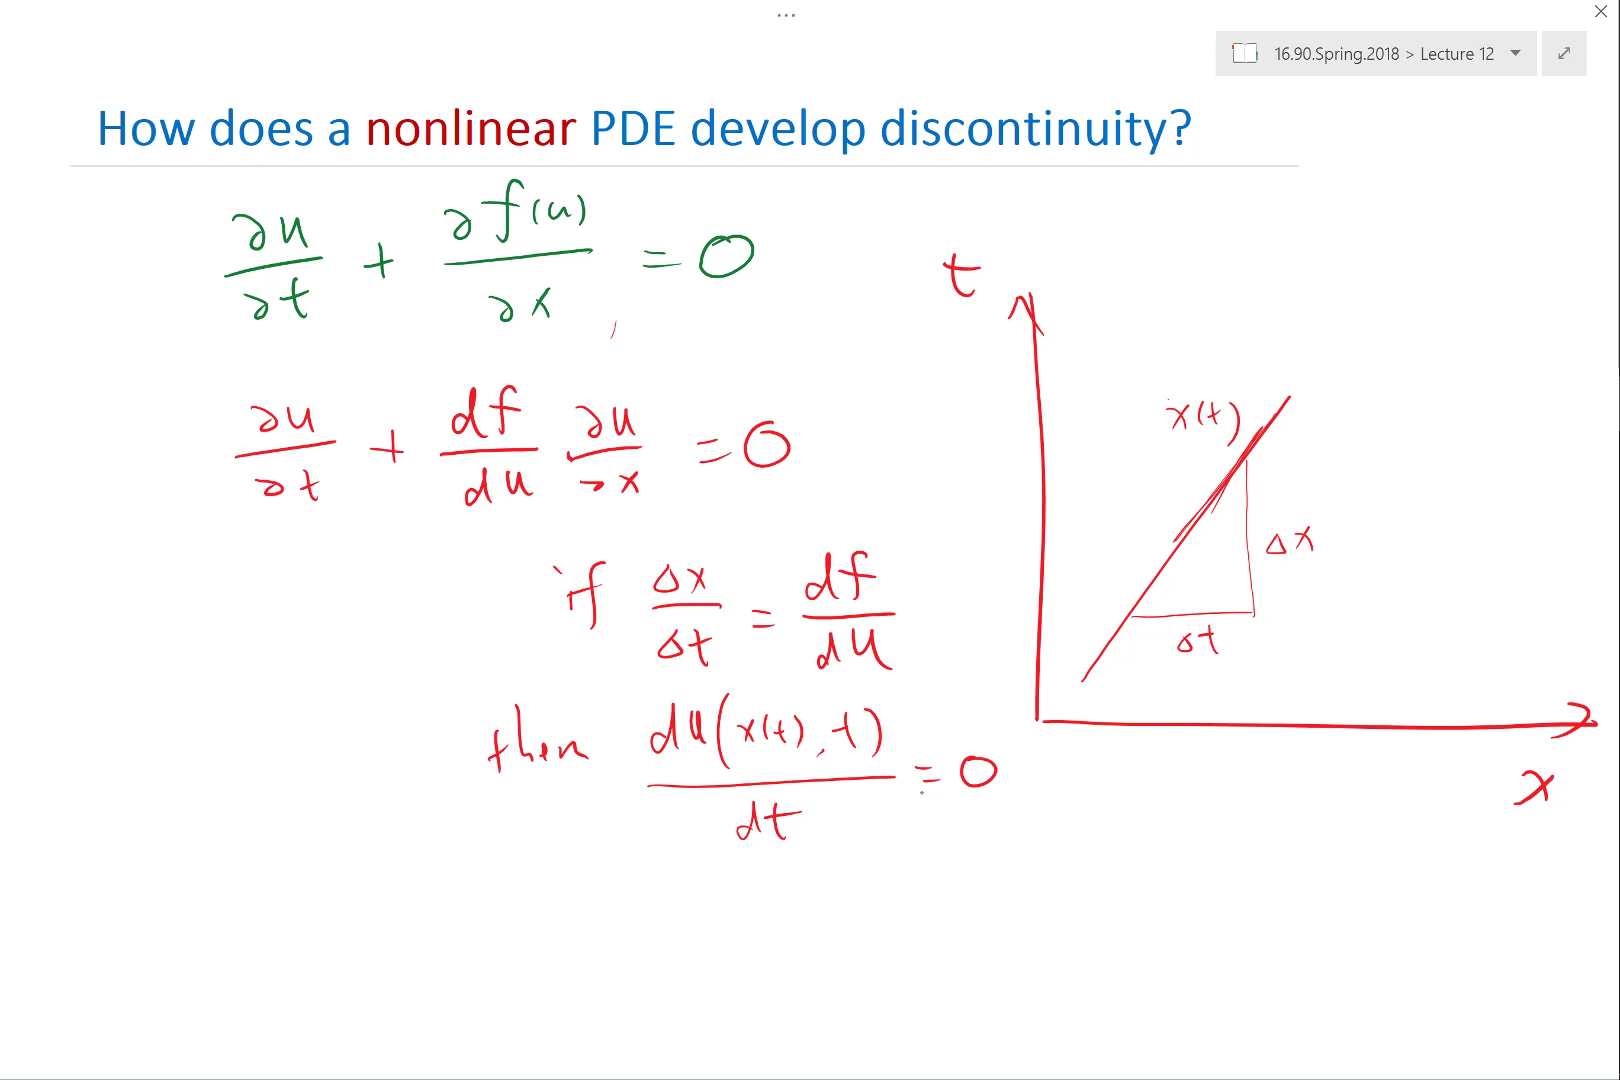 ...
16.90.Spring.2018 > Lecture 12
How does a nonlinear PDE develop discontinuity?
∂u/∂t + ∂f(u)/∂x = 0
∂u/∂t + df/du ∂u/∂x = 0
if Δx/Δt = df/du
then du(x(t), t)/dt = 0
t
x(t)
Δx
Δt
x